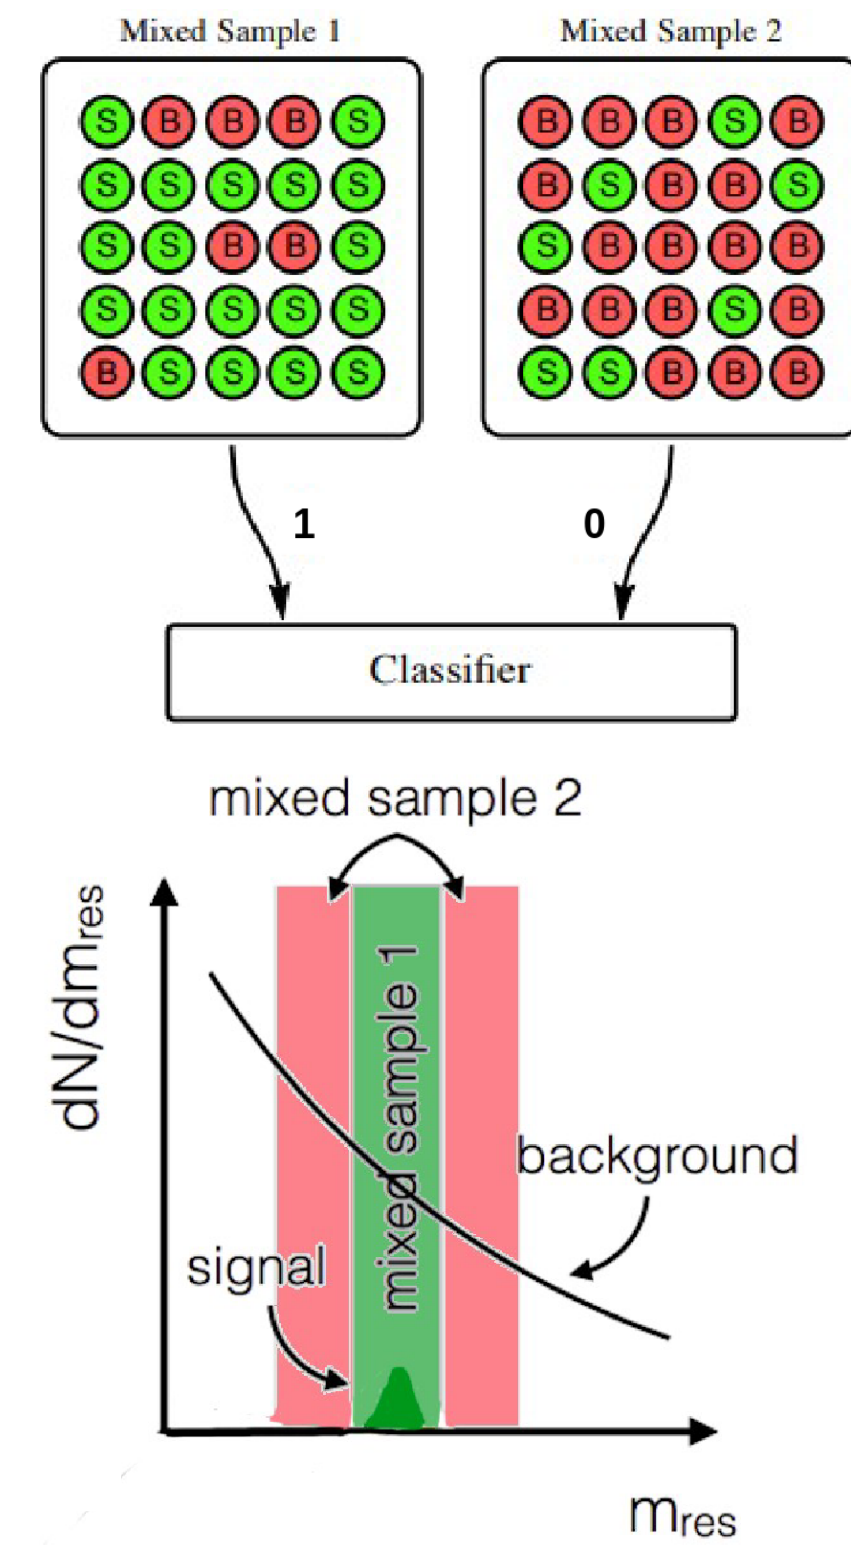 Mixed Sample 1
Mixed Sample 2
S B B B S
B B B S B
S S S S S
B S B B S
S S B B S
S B B B B
S S S S S
B B B S B
B S S S S
S S B B B
1
0
Classifier
mixed sample 2
dN/dmres
mixed sample 1
background
signal
mres